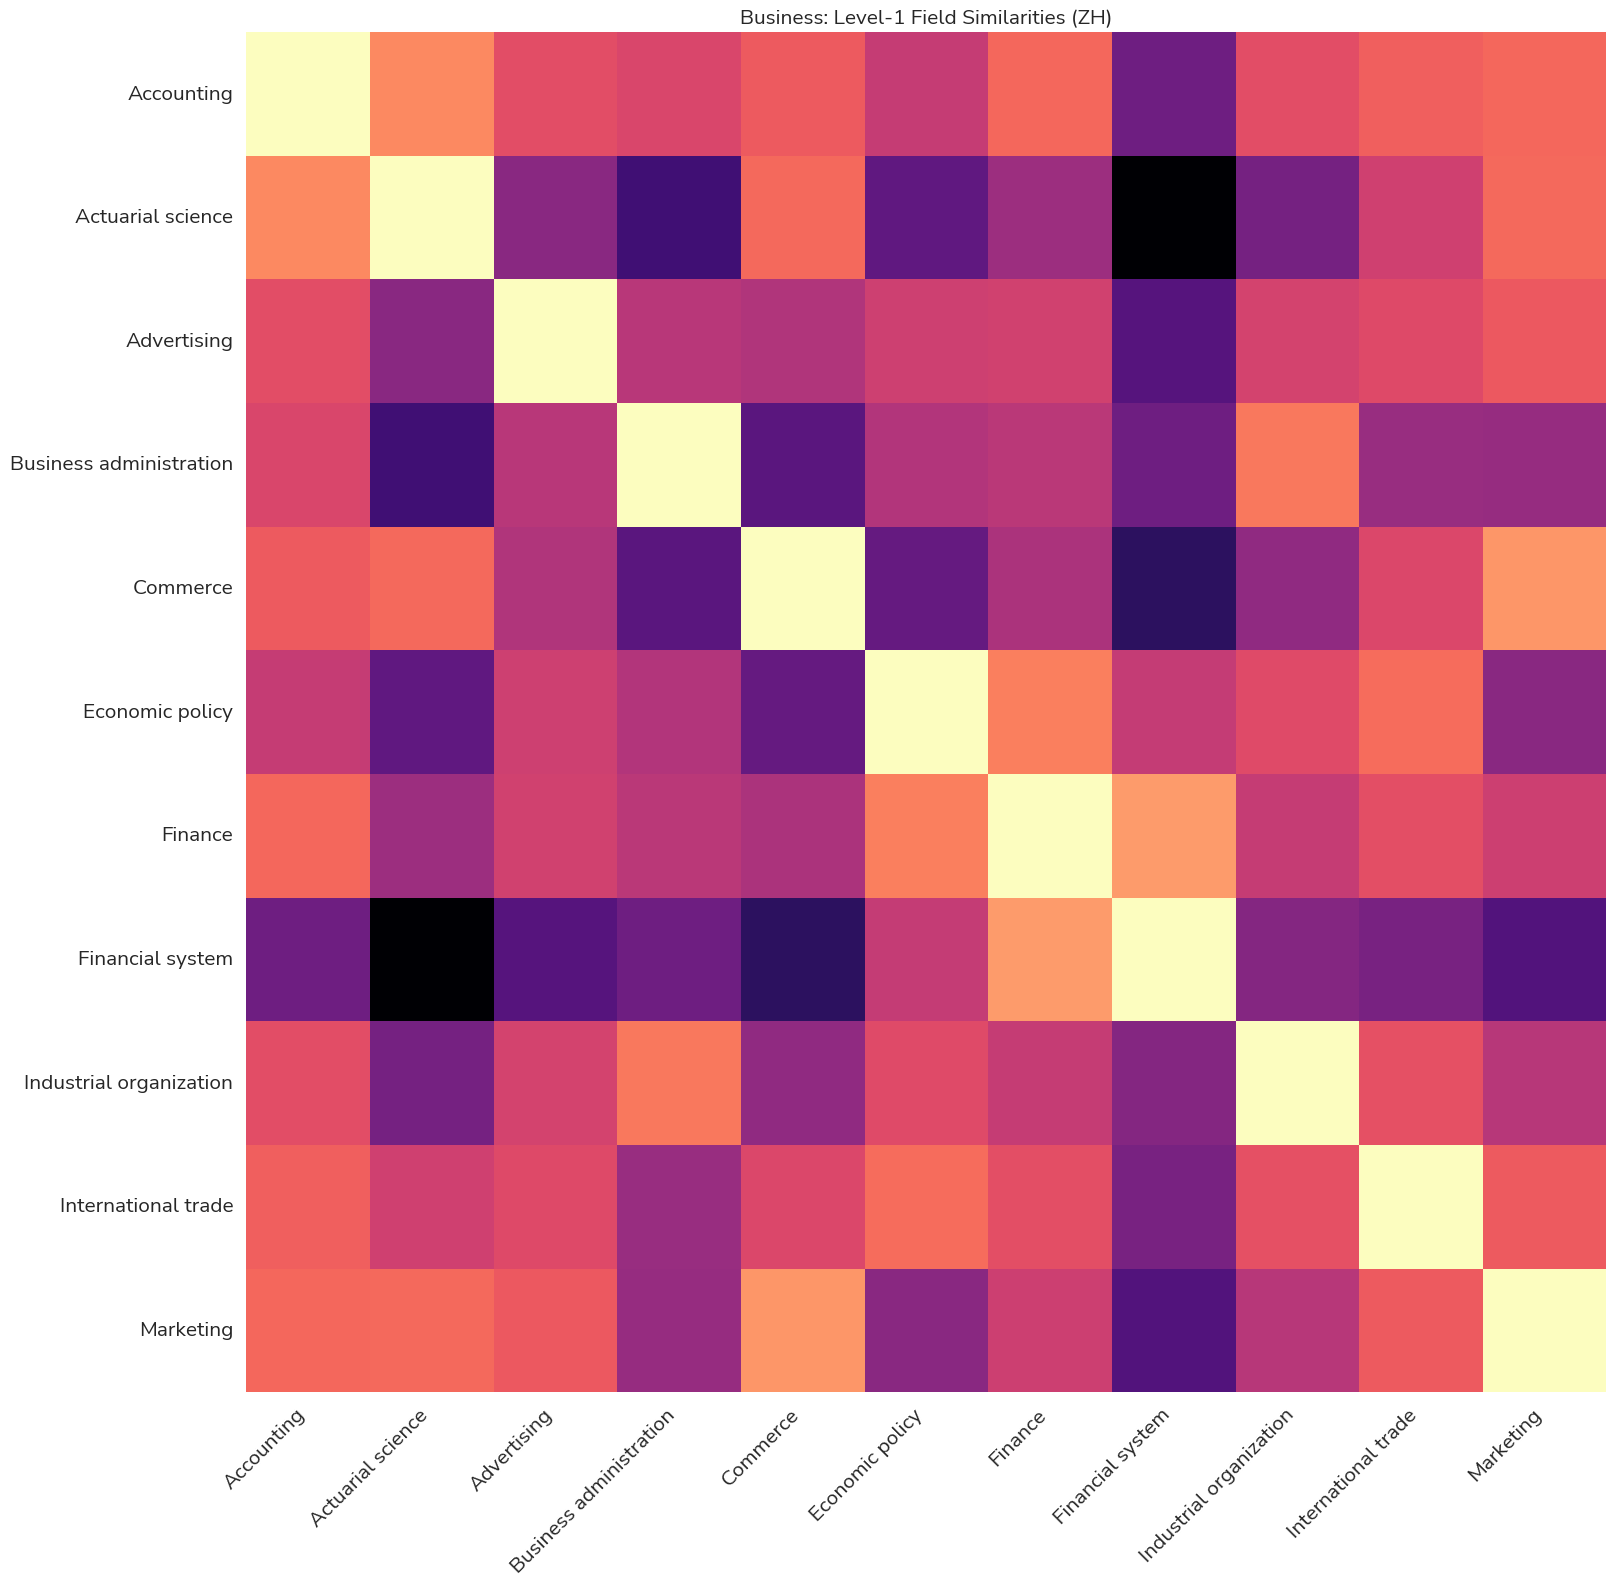 Business: Level-1 Field Similarities (ZH)
Accounting
Actuarial science
Advertising
Business administration
Commerce
Economic policy
Finance
Financial system
Industrial organization
International trade
Marketing
Accounting
Actuarial science
Advertising
Business administration
Commerce
Economic policy
Finance
Financial system
Industrial organization
International trade
Marketing